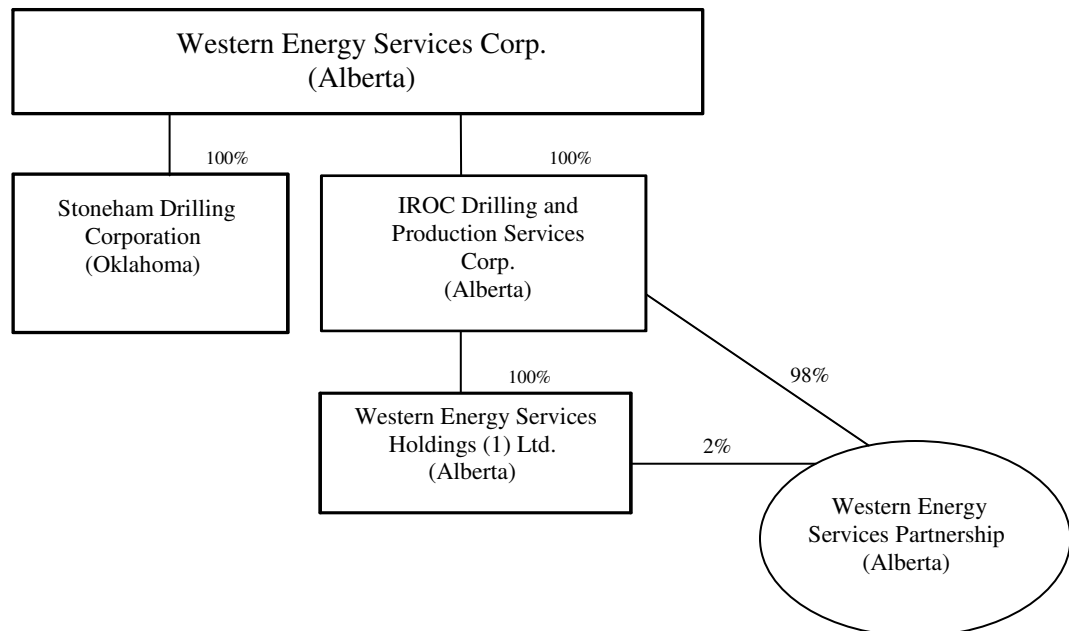 Western Energy Services Corp.
(Alberta)
100%
100%
Stoneham Drilling
Corporation
(Oklahoma)
IROC Drilling and
Production Services
Corp.
(Alberta)
100%
98%
Western Energy Services
Holdings (1) Ltd.
(Alberta)
2%
Western Energy
Services Partnership
(Alberta)